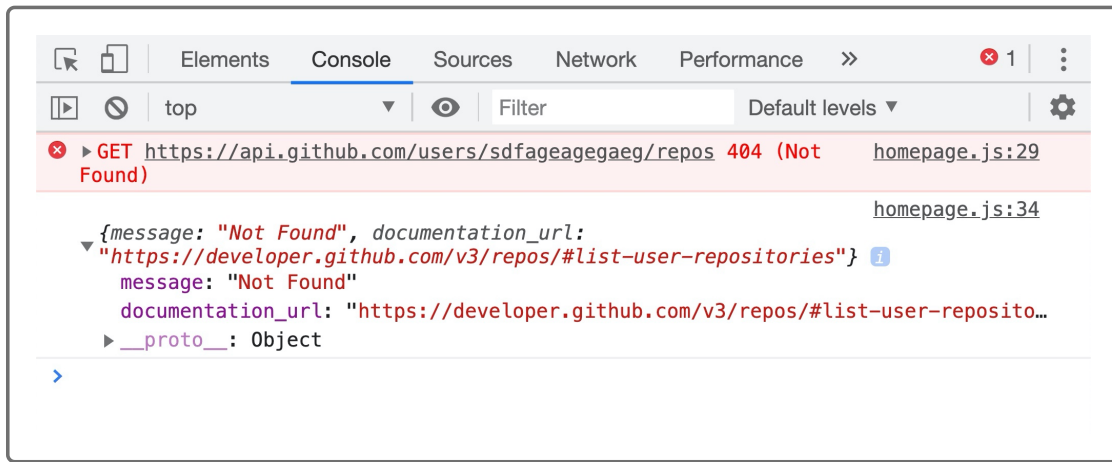 Elements Console Sources Network Performance » 1
top Filter Default levels ▼
GET https://api.github.com/users/sdfageagegaeg/repos 404 (Not homepage.js:29
Found)
homepage.js:34
{message: "Not Found", documentation_url:
"https://developer.github.com/v3/repos/#list-user-repositories"} i
message: "Not Found"
documentation_url: "https://developer.github.com/v3/repos/#list-user-reposito…
__proto__: Object